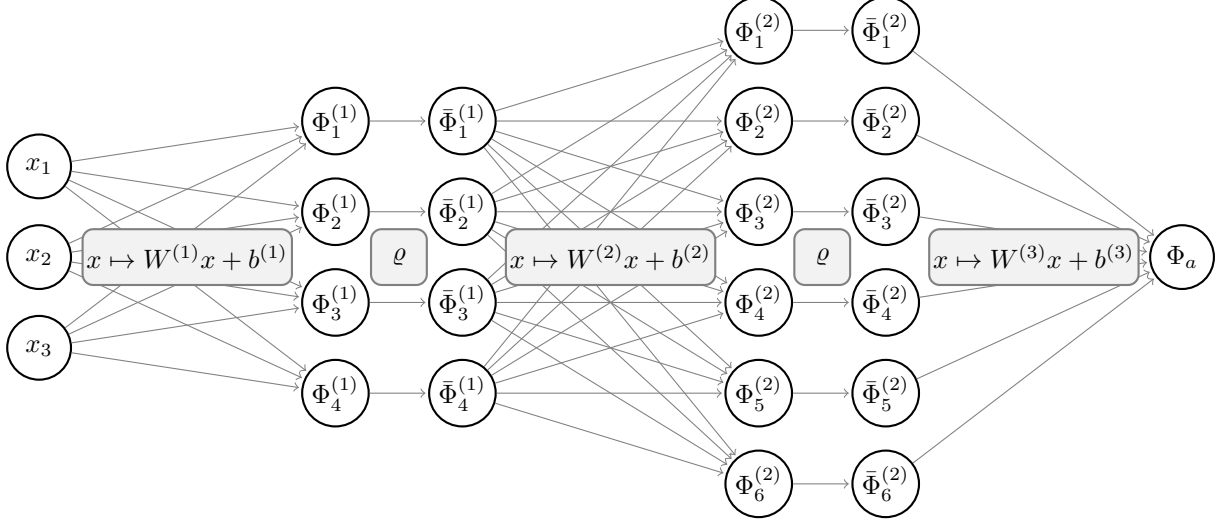 x_1
x_2
x_3
x ↦ W^{(1)}x + b^{(1)}
Φ_1^{(1)}
Φ_2^{(1)}
Φ_3^{(1)}
Φ_4^{(1)}
ϱ
Φ̄_1^{(1)}
Φ̄_2^{(1)}
Φ̄_3^{(1)}
Φ̄_4^{(1)}
x ↦ W^{(2)}x + b^{(2)}
Φ_1^{(2)}
Φ_2^{(2)}
Φ_3^{(2)}
Φ_4^{(2)}
Φ_5^{(2)}
Φ_6^{(2)}
ϱ
Φ̄_1^{(2)}
Φ̄_2^{(2)}
Φ̄_3^{(2)}
Φ̄_4^{(2)}
Φ̄_5^{(2)}
Φ̄_6^{(2)}
x ↦ W^{(3)}x + b^{(3)}
Φ_a